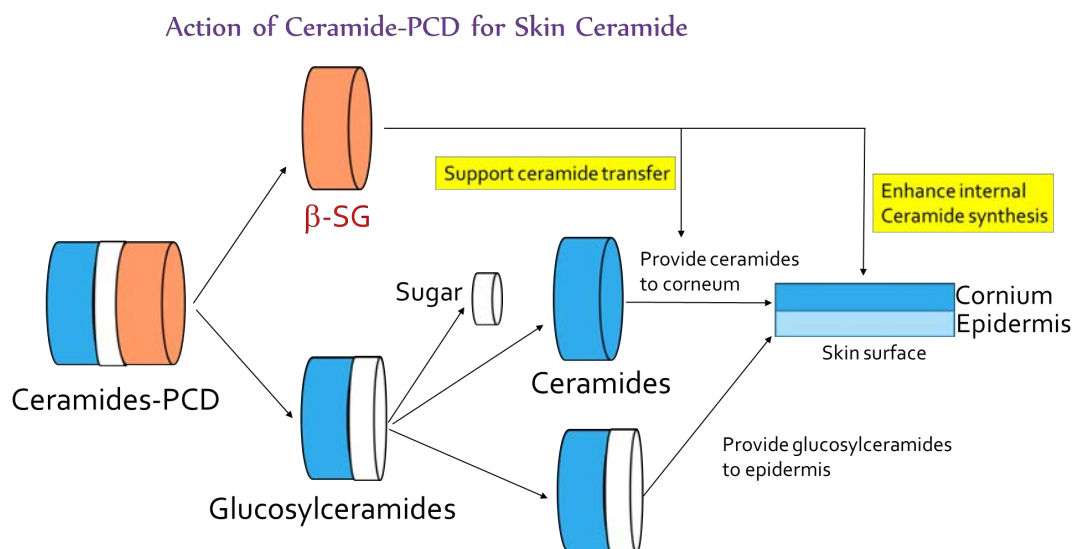 Action of Ceramide-PCD for Skin Ceramide
Support ceramide transfer
Enhance internal
Ceramide synthesis
β-SG
Provide ceramides
to corneum
Sugar
Cornium
Epidermis
Skin surface
Ceramides
Ceramides-PCD
Provide glucosylceramides
to epidermis
Glucosylceramides